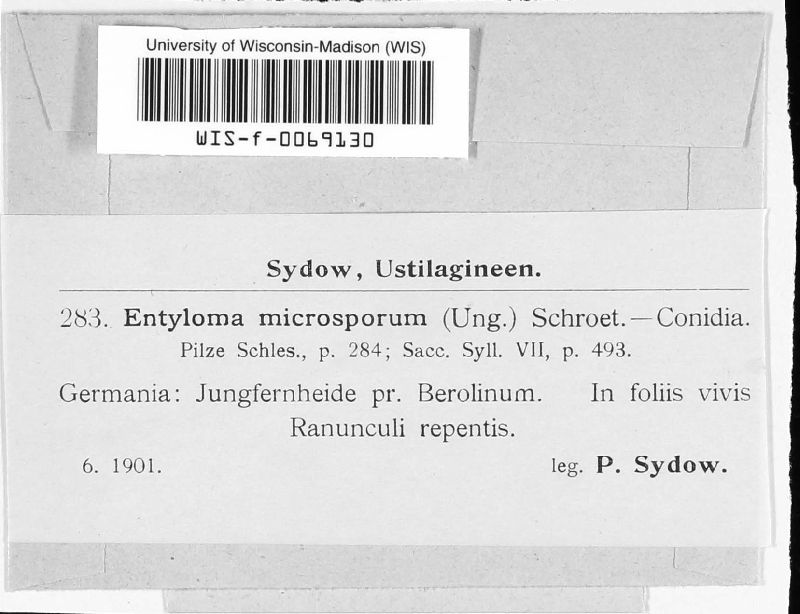 University of Wisconsin-Madison (WIS)
WIS-f-0069130
Sydow, Ustilagineen.
283. Entyloma microsporum (Ung.) Schroet.—Conidia.
Pilze Schles., p. 284; Sacc. Syll. VII, p. 493.
Germania: Jungfernheide pr. Berolinum. In foliis vivis
Ranunculi repentis.
6. 1901. leg. P. Sydow.